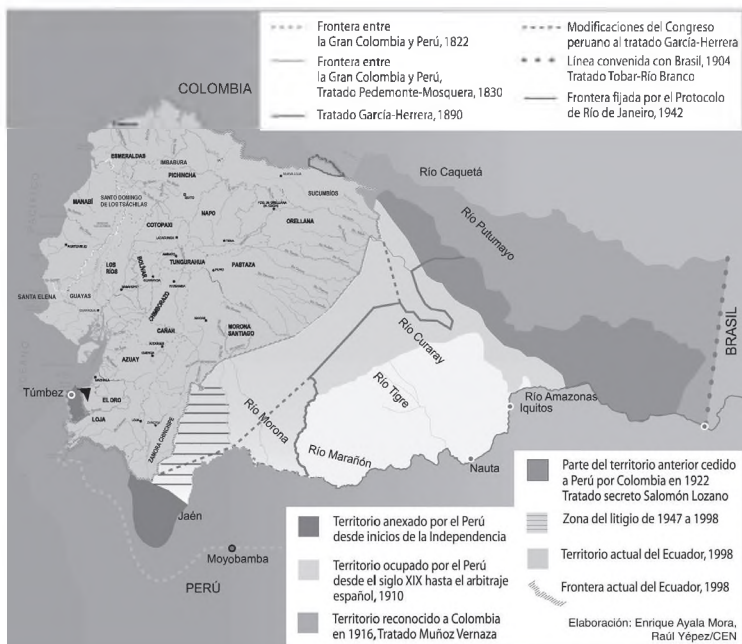 Frontera entre
la Gran Colombia y Perú, 1822
Frontera entre
la Gran Colombia y Perú,
Tratado Pedemonte-Mosquera, 1830
Tratado García-Herrera, 1890
Modificaciones del Congreso
peruano al tratado García-Herrera
Línea convenida con Brasil, 1904
Tratado Tobar-Río Branco
Frontera fijada por el Protocolo
de Río de Janeiro, 1942
COLOMBIA
ESMERALDAS
IMBABURA
PICHINCHA
SUCUMBÍOS
Río Caquetá
MANABÍ
SANTO DOMINGO
DE LOS TSÁCHILAS
NAPO
ORELLANA
Río Putumayo
COTOPAXI
LOS
RÍOS
BOLÍVAR
TUNGURAHUA
PASTAZA
SANTA ELENA
GUAYAS
CHIMBORAZO
CAÑAR
MORONA
SANTIAGO
BRASIL
AZUAY
Río Curaray
Túmbez
EL ORO
Río Tigre
LOJA
ZAMORA CHINCHIPE
Río Morona
Río Amazonas
Iquitos
Río Marañón
Nauta
Jaén
Moyobamba
PERÚ
Territorio anexado por el Perú
desde inicios de la Independencia
Territorio ocupado por el Perú
desde el siglo XIX hasta el arbitraje
español, 1910
Territorio reconocido a Colombia
en 1916, Tratado Muñoz Vernaza
Parte del territorio anterior cedido
a Perú por Colombia en 1922
Tratado secreto Salomón Lozano
Zona del litigio de 1947 a 1998
Territorio actual del Ecuador, 1998
Frontera actual del Ecuador, 1998
Elaboración: Enrique Ayala Mora,
Raúl Yépez/CEN